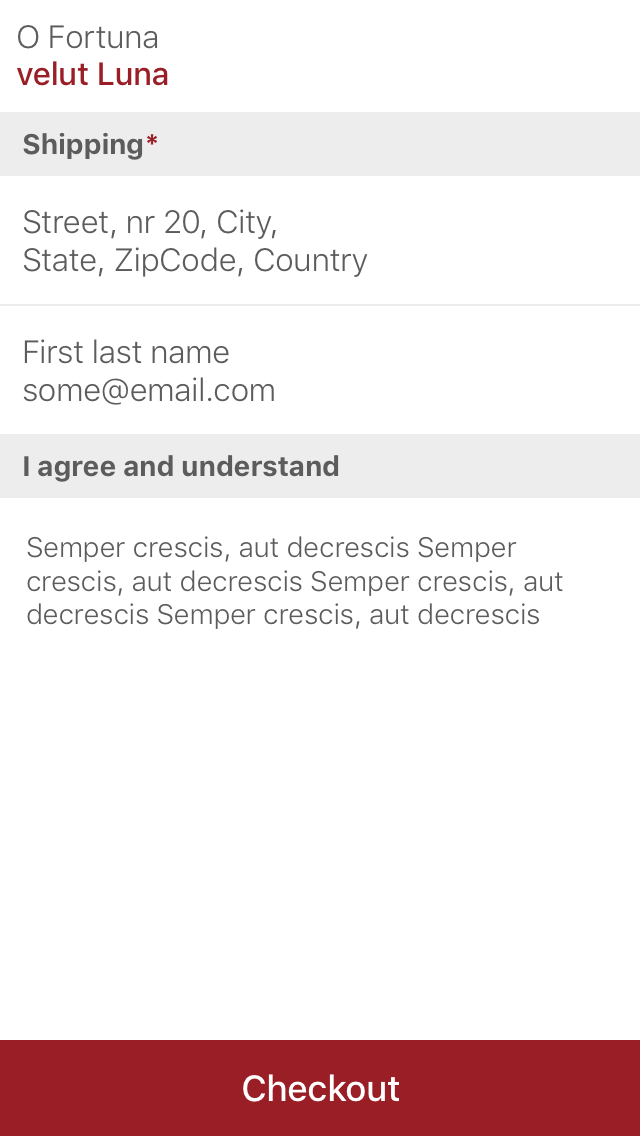 O Fortuna
velut Luna
Shipping*
Street, nr 20, City,
State, ZipCode, Country
First last name
some@email.com
I agree and understand
Semper crescis, aut decrescis Semper
crescis, aut decrescis Semper crescis, aut
decrescis Semper crescis, aut decrescis
Checkout